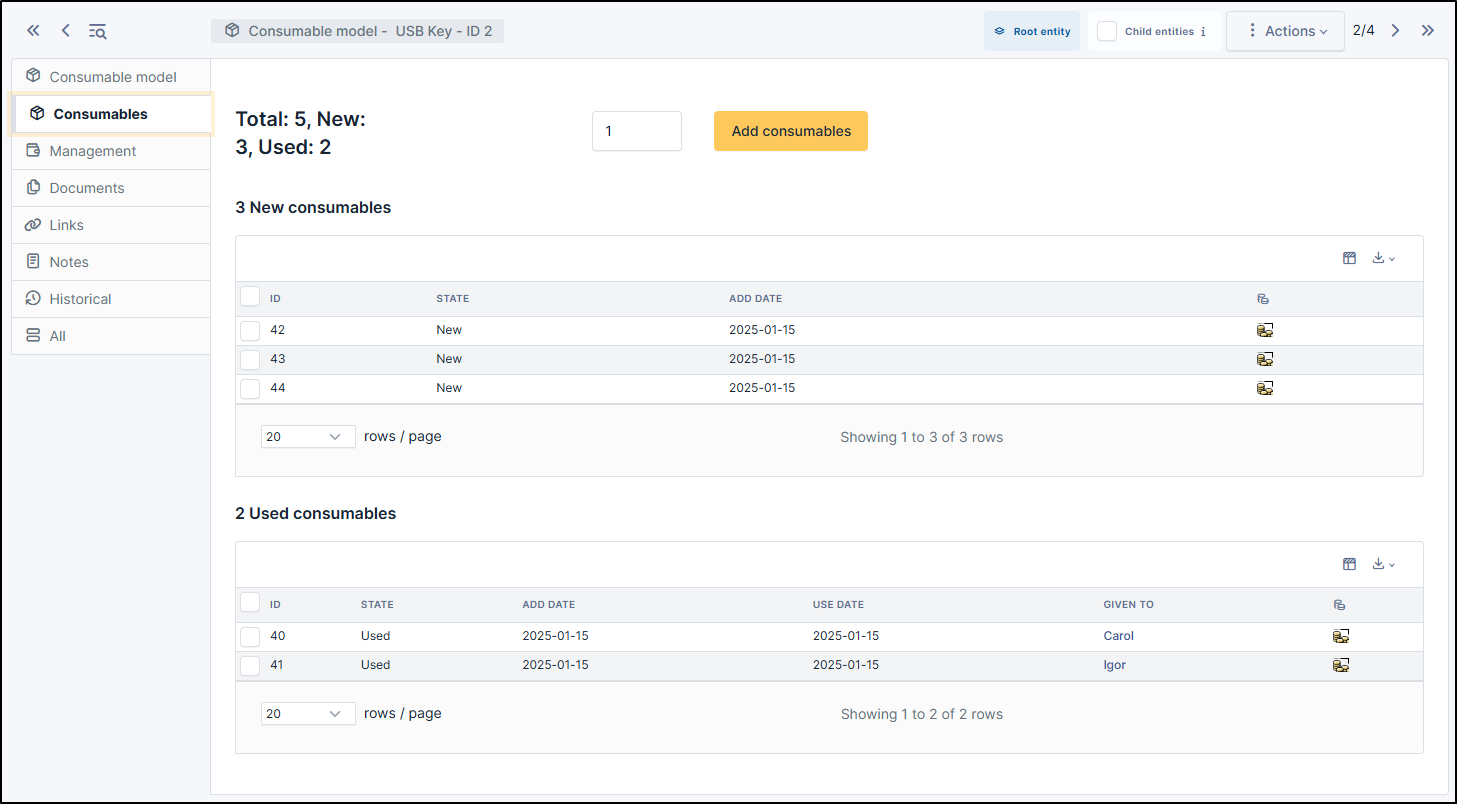 Consumable model - USB Key - ID 2
Root entity
Child entities i
Actions
2/4
Consumable model
Consumables
Management
Documents
Links
Notes
Historical
All
Total: 5, New:
3, Used: 2
1
Add consumables
3 New consumables
ID STATE ADD DATE
42 New 2025-01-15
43 New 2025-01-15
44 New 2025-01-15
20 rows / page Showing 1 to 3 of 3 rows
2 Used consumables
ID STATE ADD DATE USE DATE GIVEN TO
40 Used 2025-01-15 2025-01-15 Carol
41 Used 2025-01-15 2025-01-15 Igor
20 rows / page Showing 1 to 2 of 2 rows